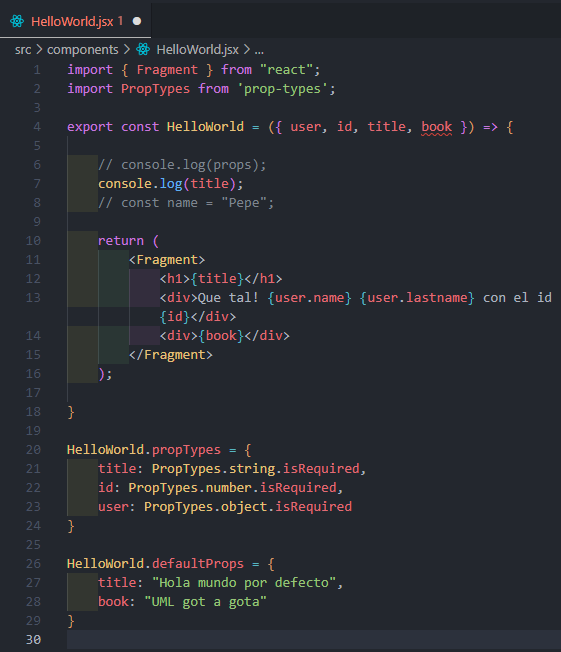 HelloWorld.jsx 1
src > components > HelloWorld.jsx > ...
1 import { Fragment } from "react";
2 import PropTypes from 'prop-types';
3
4 export const HelloWorld = ({ user, id, title, book }) => {
5
6     // console.log(props);
7     console.log(title);
8     // const name = "Pepe";
9
10     return (
11         <Fragment>
12             <h1>{title}</h1>
13             <div>Que tal! {user.name} {user.lastname} con el id
            {id}</div>
14             <div>{book}</div>
15         </Fragment>
16     );
17
18 }
19
20 HelloWorld.propTypes = {
21     title: PropTypes.string.isRequired,
22     id: PropTypes.number.isRequired,
23     user: PropTypes.object.isRequired
24 }
25
26 HelloWorld.defaultProps = {
27     title: "Hola mundo por defecto",
28     book: "UML got a gota"
29 }
30